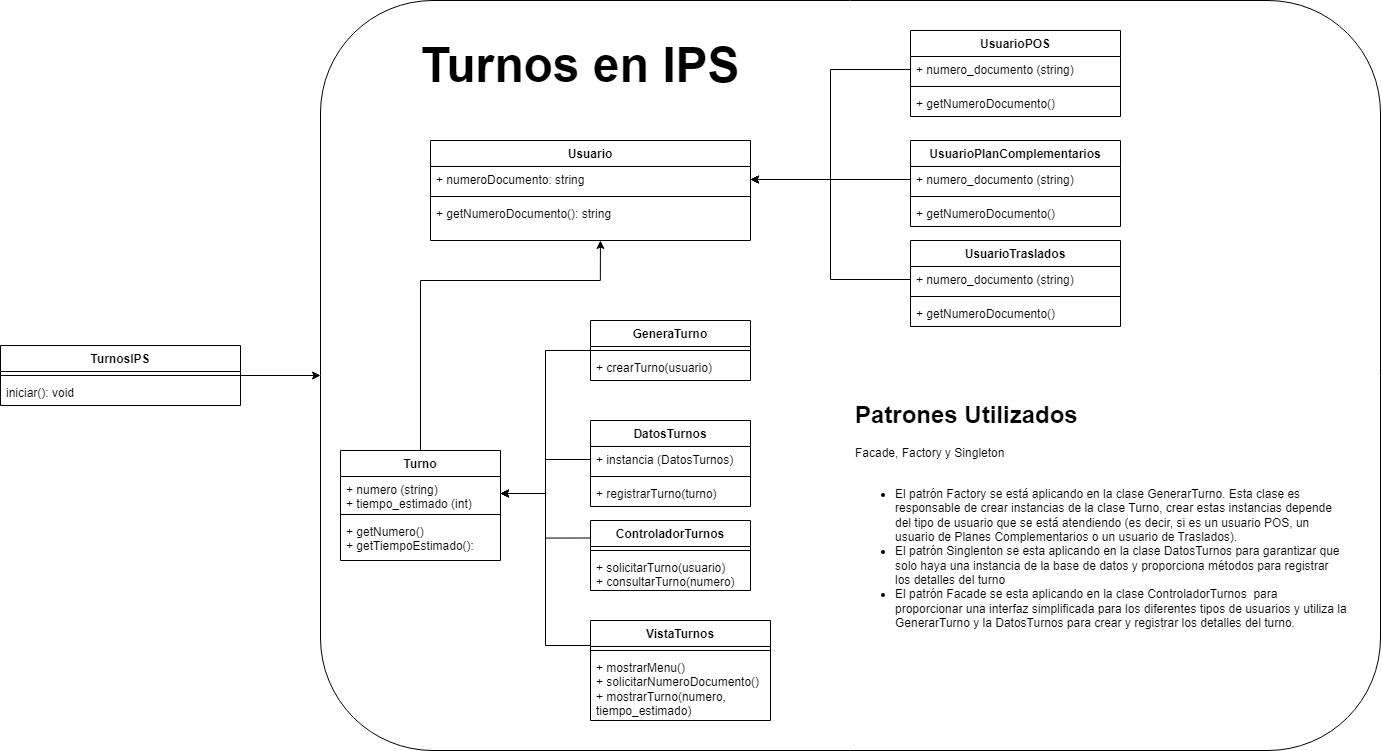 Turnos en IPS
UsuarioPOS
+ numero_documento (string)
+ getNumeroDocumento()
Usuario
+ numeroDocumento: string
+ getNumeroDocumento(): string
UsuarioPlanComplementarios
+ numero_documento (string)
+ getNumeroDocumento()
UsuarioTraslados
+ numero_documento (string)
+ getNumeroDocumento()
TurnosIPS
iniciar(): void
GeneraTurno
+ crearTurno(usuario)
DatosTurnos
+ instancia (DatosTurnos)
+ registrarTurno(turno)
Turno
+ numero (string)
+ tiempo_estimado (int)
+ getNumero()
+ getTiempoEstimado():
ControladorTurnos
+ solicitarTurno(usuario)
+ consultarTurno(numero)
VistaTurnos
+ mostrarMenu()
+ solicitarNumeroDocumento()
+ mostrarTurno(numero,
tiempo_estimado)
Patrones Utilizados
Facade, Factory y Singleton
• El patrón Factory se está aplicando en la clase GenerarTurno. Esta clase es
responsable de crear instancias de la clase Turno, crear estas instancias depende
del tipo de usuario que se está atendiendo (es decir, si es un usuario POS, un
usuario de Planes Complementarios o un usuario de Traslados).
• El patrón Singlenton se esta aplicando en la clase DatosTurnos para garantizar que
solo haya una instancia de la base de datos y proporciona métodos para registrar
los detalles del turno
• El patrón Facade se esta aplicando en la clase ControladorTurnos para
proporcionar una interfaz simplificada para los diferentes tipos de usuarios y utiliza la
GenerarTurno y la DatosTurnos para crear y registrar los detalles del turno.